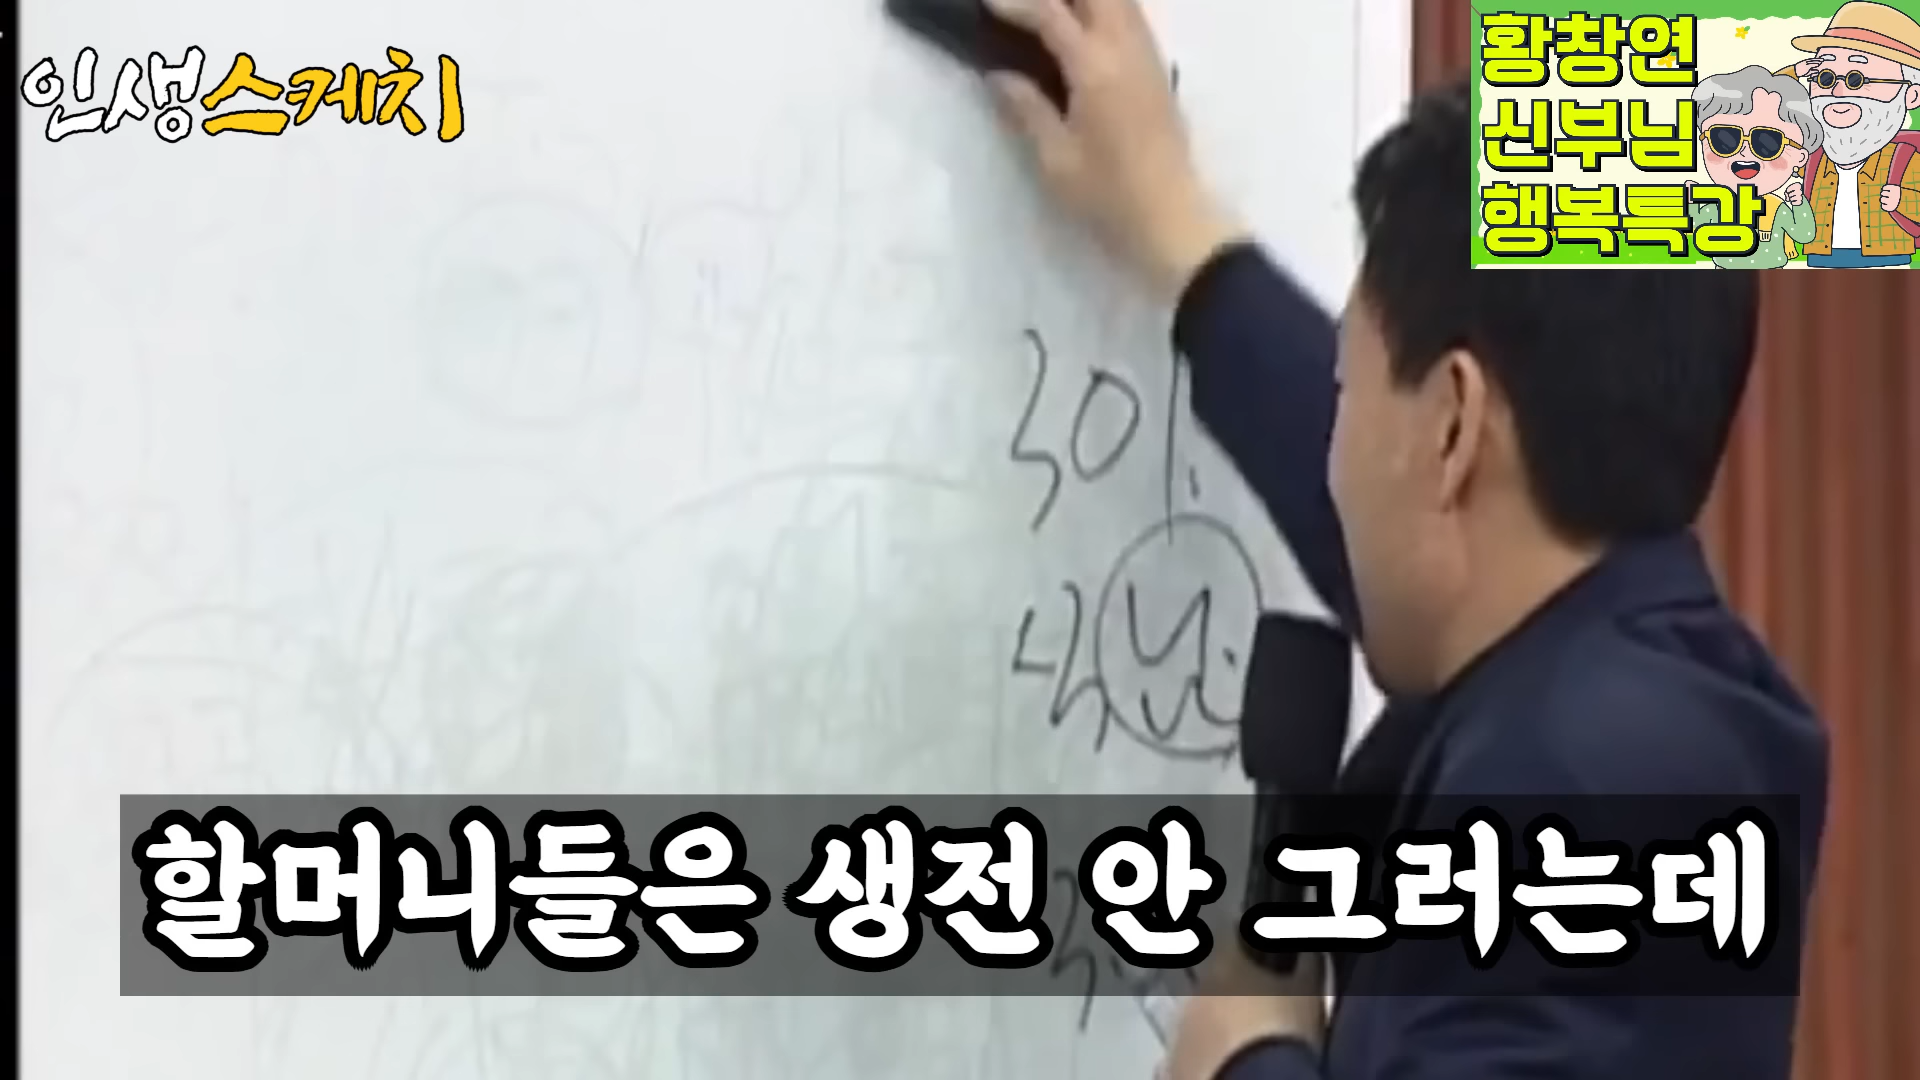 인생스케치
황창연
신부님
행복특강
30%
할머니들은 생전 안 그러는데